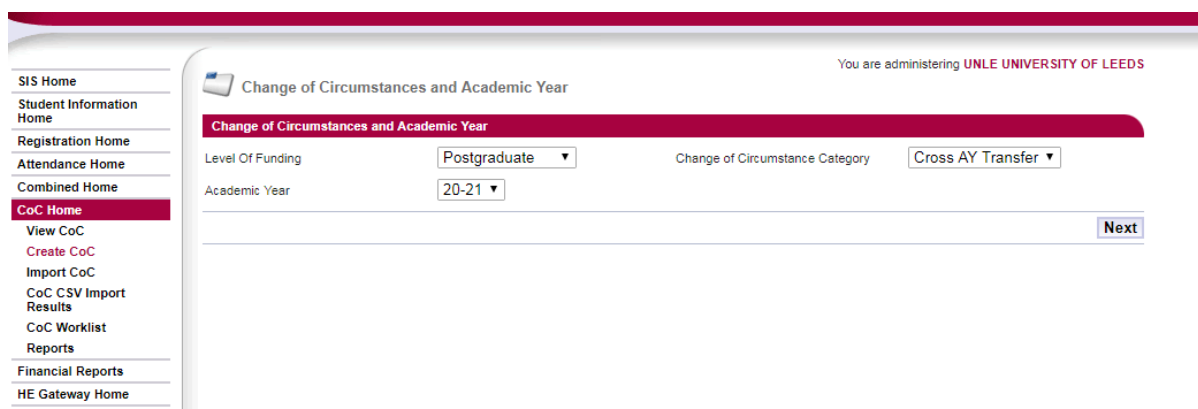 You are administering UNLE UNIVERSITY OF LEEDS
SIS Home
Student Information
Home
Registration Home
Attendance Home
Combined Home
CoC Home
View CoC
Create CoC
Import CoC
CoC CSV Import
Results
CoC Worklist
Reports
Financial Reports
HE Gateway Home
Change of Circumstances and Academic Year
Change of Circumstances and Academic Year
Level Of Funding Postgraduate Change of Circumstance Category Cross AY Transfer
Academic Year 20-21
Next